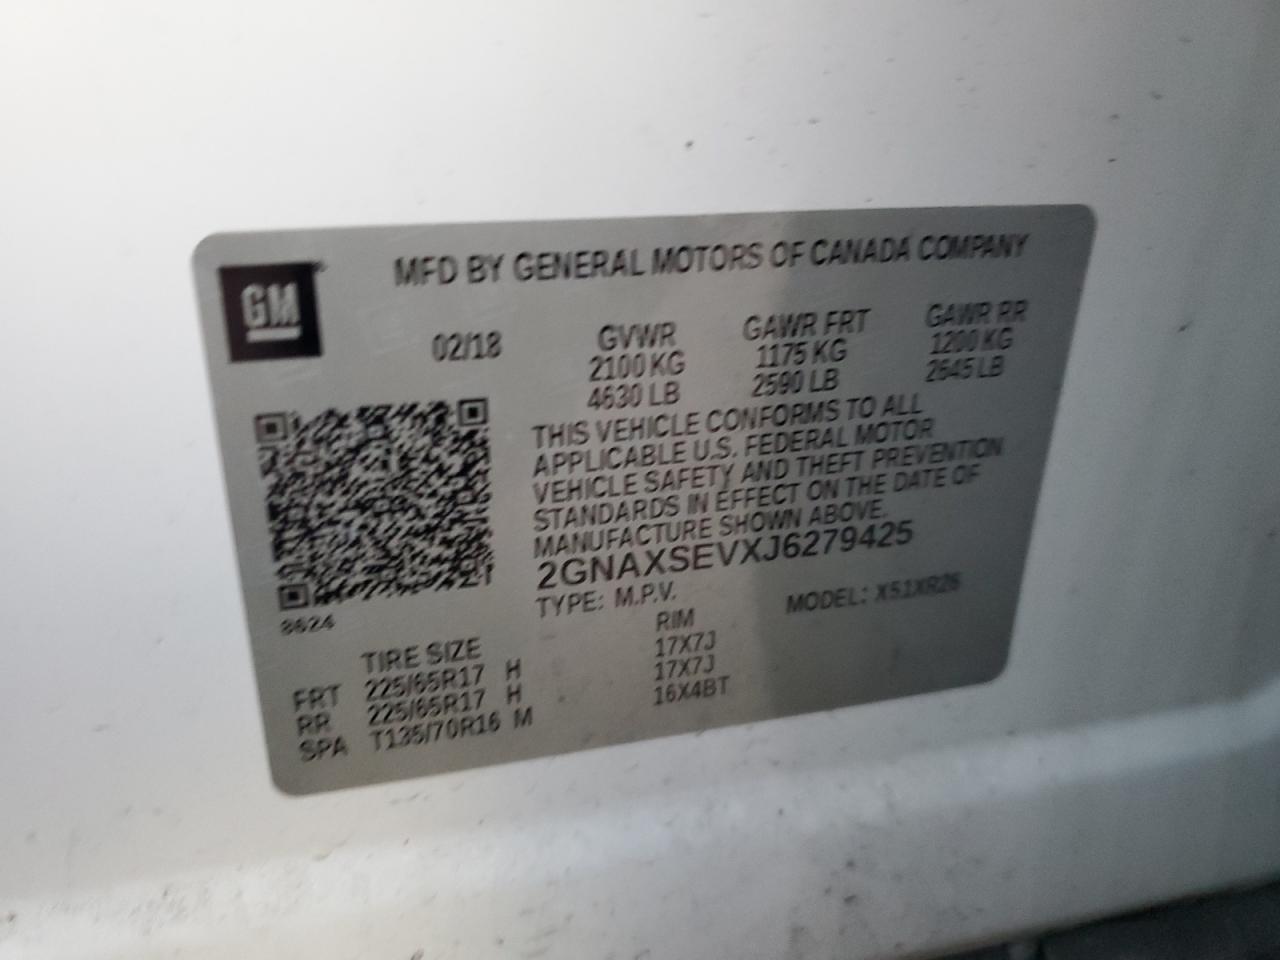 GM
MFD BY GENERAL MOTORS OF CANADA COMPANY
02/18 GVWR GAWR FRT GAWR RR
2100 KG 1175 KG 1200 KG
4630 LB 2590 LB 2645 LB
THIS VEHICLE CONFORMS TO ALL
APPLICABLE U.S. FEDERAL MOTOR
VEHICLE SAFETY AND THEFT PREVENTION
STANDARDS IN EFFECT ON THE DATE OF
MANUFACTURE SHOWN ABOVE.
2GNAXSEVXJ6279425
TYPE: M.P.V. MODEL: X51XR26
8624
TIRE SIZE RIM
FRT 225/65R17 H 17X7J
RR 225/65R17 H 17X7J
SPA T135/70R16 M 16X4BT